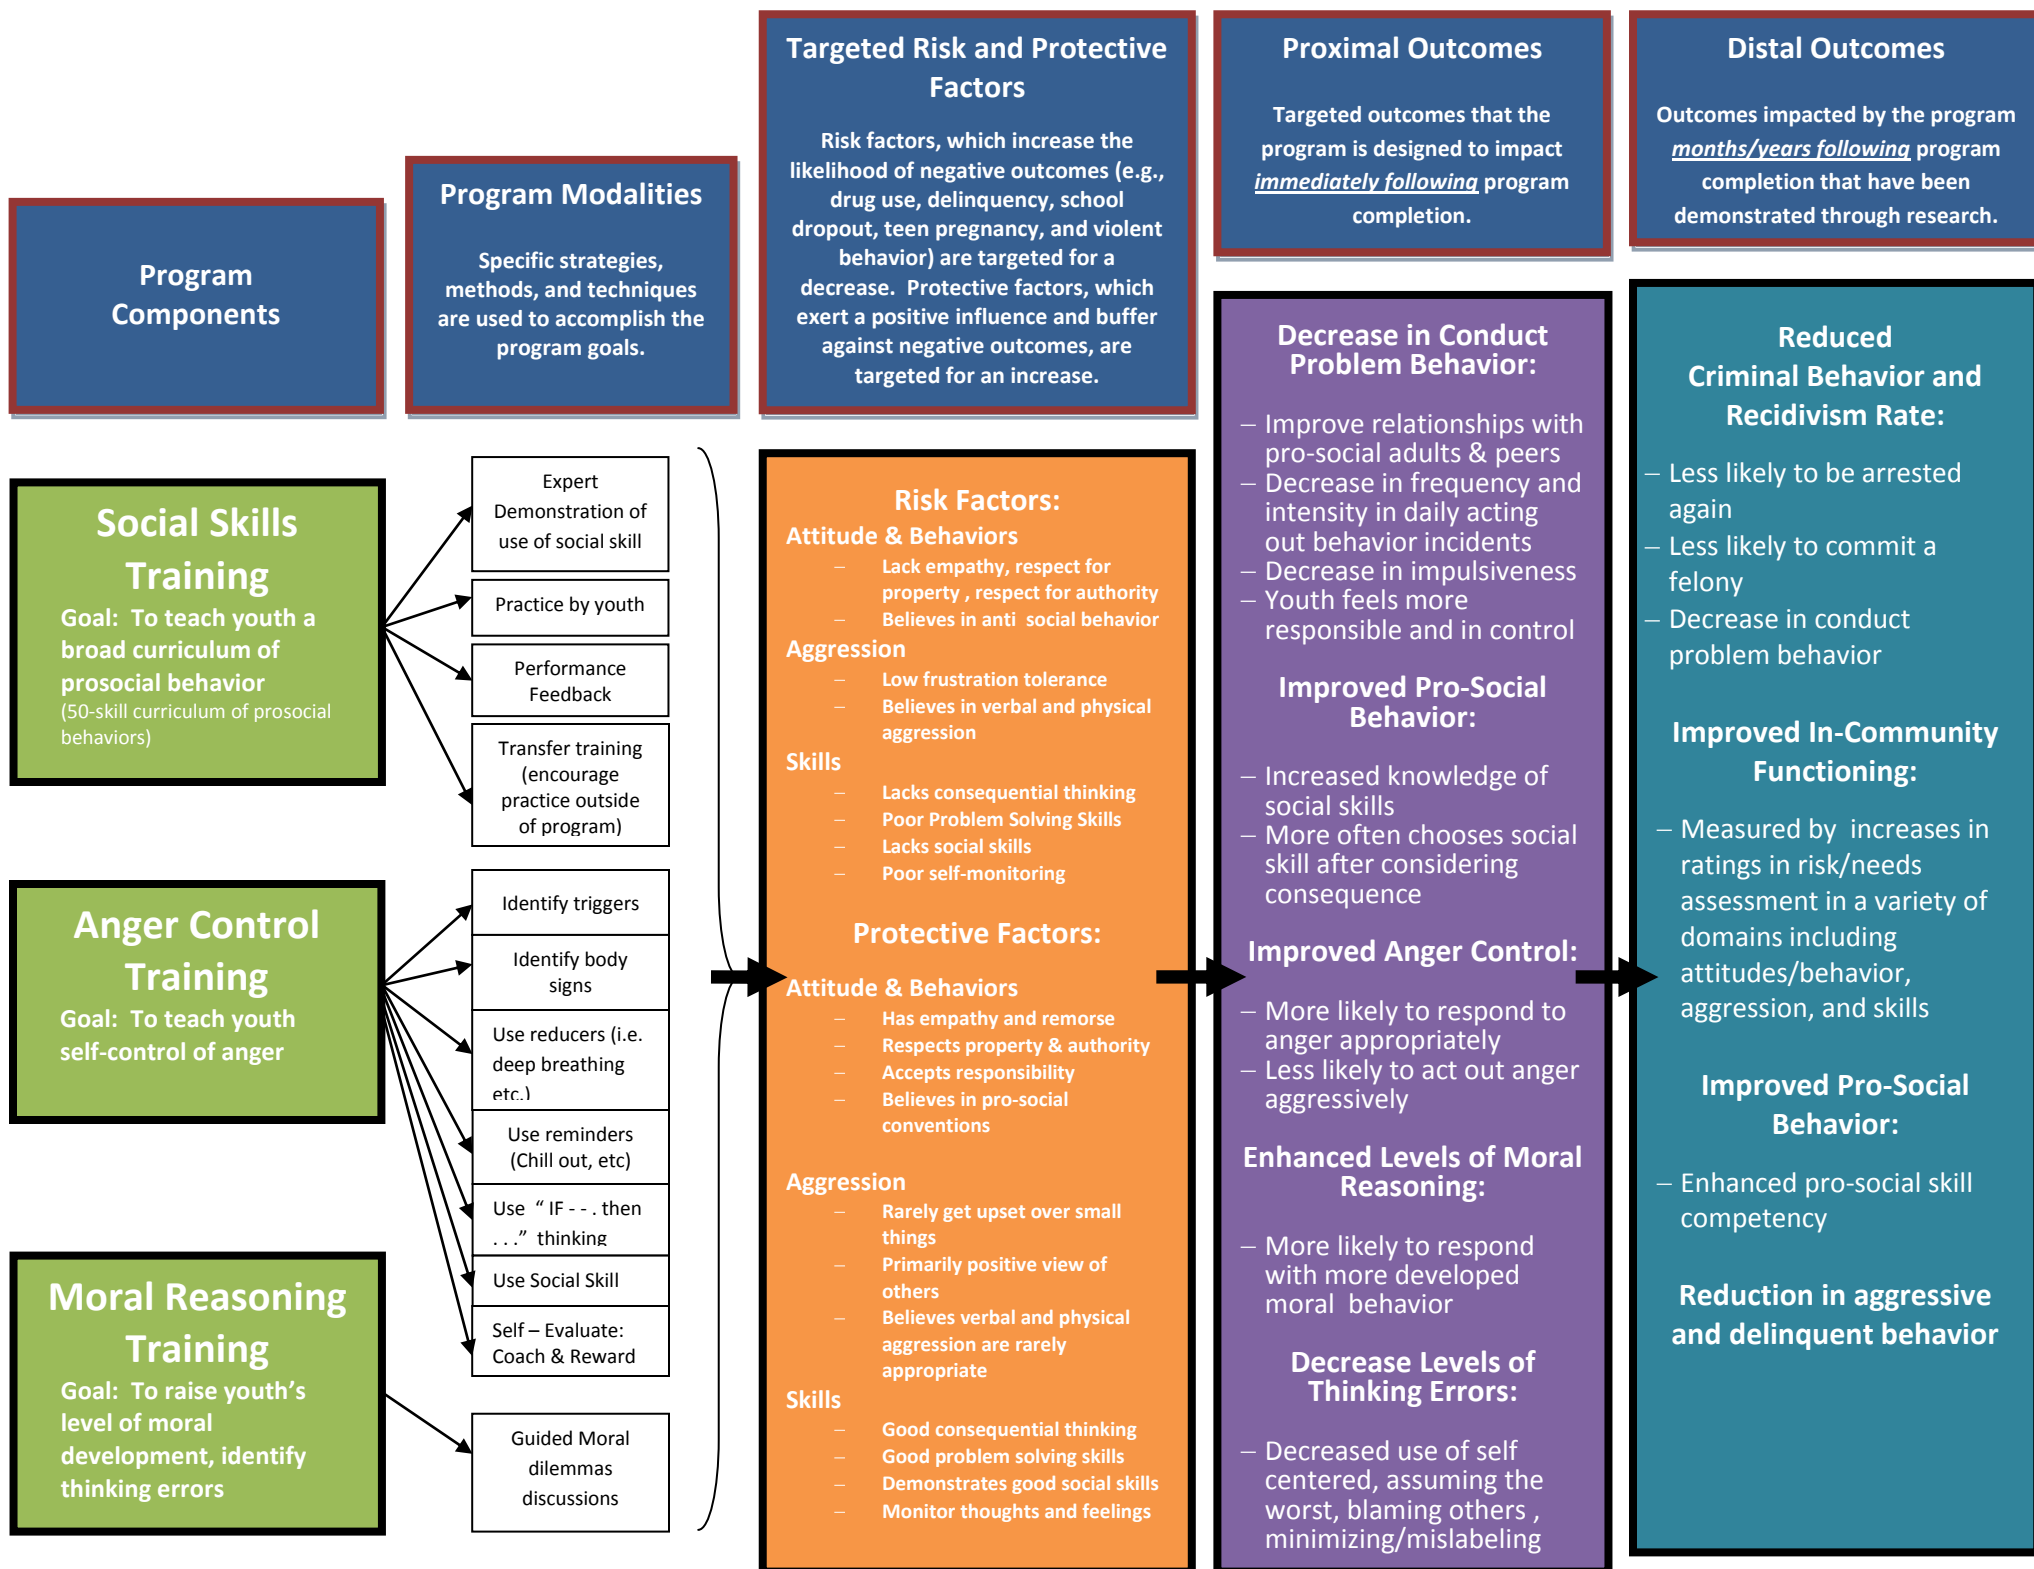 Program
Components
Program Modalities
Specific strategies,
methods, and techniques
are used to accomplish the
program goals.
Targeted Risk and Protective
Factors
Risk factors, which increase the
likelihood of negative outcomes (e.g.,
drug use, delinquency, school
dropout, teen pregnancy, and violent
behavior) are targeted for a
decrease.  Protective factors, which
exert a positive influence and buffer
against negative outcomes, are
targeted for an increase.
Proximal Outcomes
Targeted outcomes that the
program is designed to impact
immediately following program
completion.
Distal Outcomes
Outcomes impacted by the program
months/years following program
completion that have been
demonstrated through research.
Social Skills
Training
Goal:  To teach youth a
broad curriculum of
prosocial behavior
(50-skill curriculum of prosocial
behaviors)
Anger Control
Training
Goal:  To teach youth
self-control of anger
Moral Reasoning
Training
Goal:  To raise youth’s
level of moral
development, identify
thinking errors
Expert
Demonstration of
use of social skill
Practice by youth
Performance
Feedback
Transfer training
(encourage
practice outside
of program)
Identify triggers
Identify body
signs
Use reducers (i.e.
deep breathing
etc.)
Use reminders
(Chill out, etc)
Use  “ IF - - . then
. . .”  thinking
Use Social Skill
Self – Evaluate:
Coach & Reward
Guided Moral
dilemmas
discussions
Risk Factors:
Attitude & Behaviors
– Lack empathy, respect for
property , respect for authority
– Believes in anti  social behavior
Aggression
– Low frustration tolerance
– Believes in verbal and physical
aggression
Skills
– Lacks consequential thinking
– Poor Problem Solving Skills
– Lacks social skills
– Poor self-monitoring
Protective Factors:
Attitude & Behaviors
– Has empathy and remorse
– Respects property & authority
– Accepts responsibility
– Believes in pro-social
conventions
Aggression
– Rarely get upset over small
things
– Primarily positive view of
others
– Believes verbal and physical
aggression are rarely
appropriate
Skills
– Good consequential thinking
– Good problem solving skills
– Demonstrates good social skills
– Monitor thoughts and feelings
Decrease in Conduct
Problem Behavior:
– Improve relationships with
pro-social adults & peers
– Decrease in frequency and
intensity in daily acting
out behavior incidents
– Decrease in impulsiveness
– Youth feels more
responsible and in control
Improved Pro-Social
Behavior:
– Increased knowledge of
social skills
– More often chooses social
skill after considering
consequence
Improved Anger Control:
– More likely to respond to
anger appropriately
– Less likely to act out anger
aggressively
Enhanced Levels of Moral
Reasoning:
– More likely to respond
with more developed
moral  behavior
Decrease Levels of
Thinking Errors:
– Decreased use of self
centered, assuming the
worst, blaming others ,
minimizing/mislabeling
Reduced
Criminal Behavior and
Recidivism Rate:
– Less likely to be arrested
again
– Less likely to commit a
felony
– Decrease in conduct
problem behavior
Improved In-Community
Functioning:
– Measured by  increases in
ratings in risk/needs
assessment in a variety of
domains including
attitudes/behavior,
aggression, and skills
Improved Pro-Social
Behavior:
– Enhanced pro-social skill
competency
Reduction in aggressive
and delinquent behavior